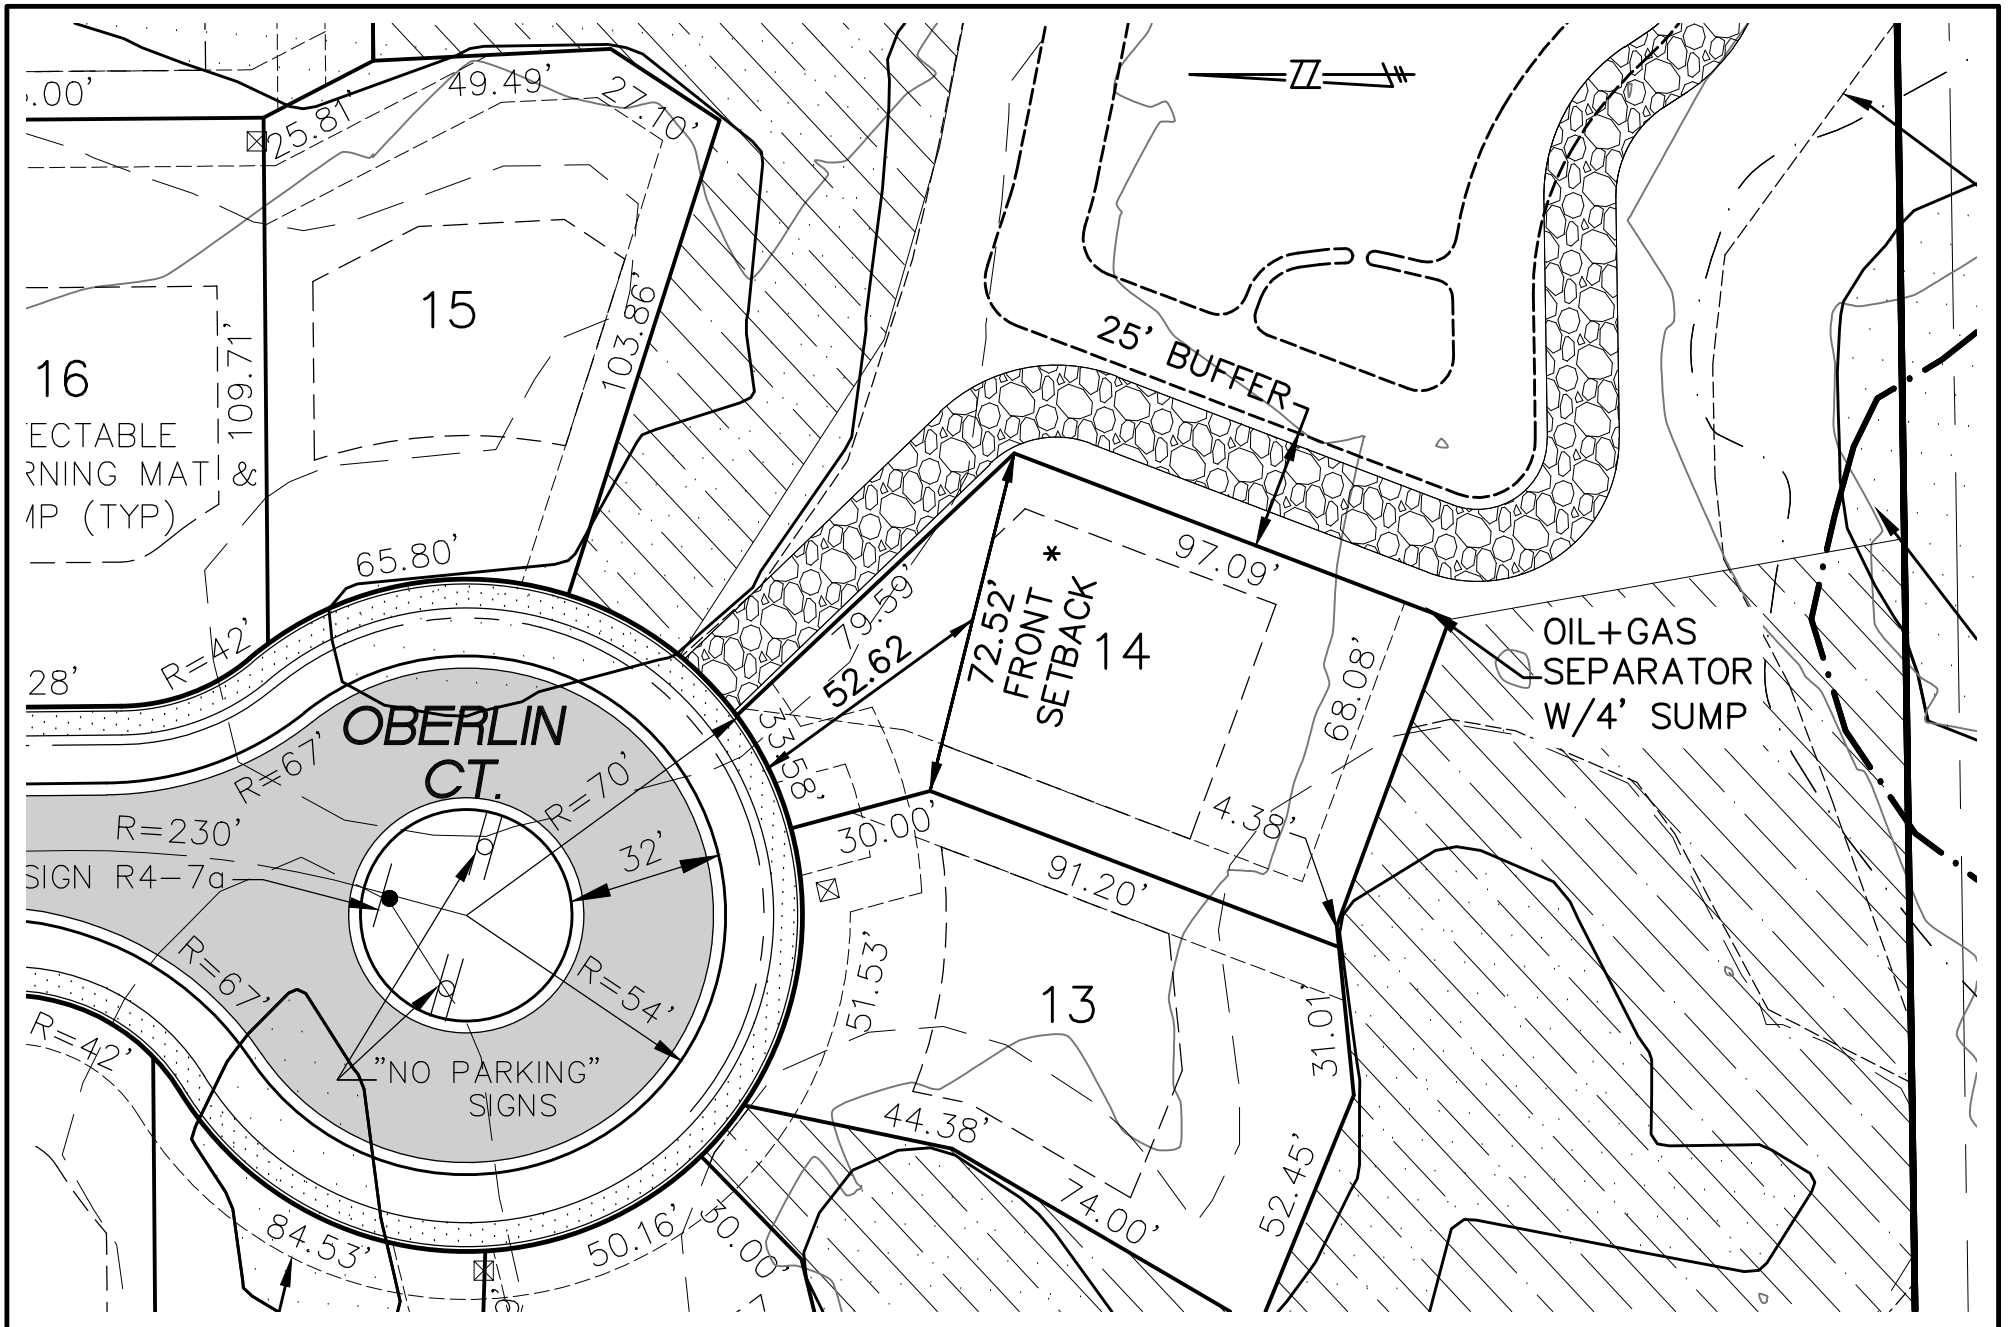 49.49'
27.10'
25.81'
.00'
15
103.86'
109.71'
16
ECTABLE
RNING MAT &
MP (TYP)
65.80'
R=42'
28'
25' BUFFER
97.09'
79.59'
52.62
72.52'
FRONT *
SETBACK
14
68.08'
OIL+GAS
SEPARATOR
W/4' SUMP
OBERLIN
CT.
33.58'
R=67'
R=70'
R=230'
SIGN R4-7a
32'
30.00'
4.38'
91.20'
R=67'
R=54'
51.53'
13
31.01'
R=42'
"NO PARKING"
SIGNS
44.38'
74.00'
52.45'
84.53'
50.16'
30.00'